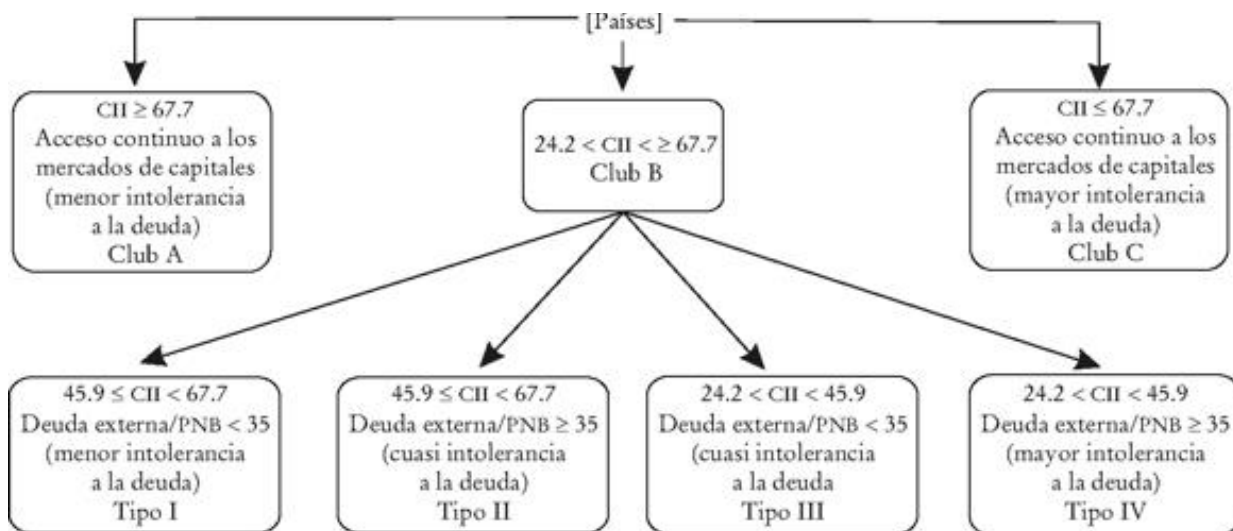 [Países]
CII ≥ 67.7
Acceso continuo a los
mercados de capitales
(menor intolerancia
a la deuda)
Club A
24.2 < CII < ≥ 67.7
Club B
CII ≤ 67.7
Acceso continuo a los
mercados de capitales
(mayor intolerancia
a la deuda)
Club C
45.9 ≤ CII < 67.7
Deuda externa/PNB < 35
(menor intolerancia
a la deuda)
Tipo I
45.9 ≤ CII < 67.7
Deuda externa/PNB ≥ 35
(cuasi intolerancia
a la deuda)
Tipo II
24.2 < CII < 45.9
Deuda externa/PNB < 35
(cuasi intolerancia
a la deuda
Tipo III
24.2 < CII < 45.9
Deuda externa/PNB ≥ 35
(mayor intolerancia
a la deuda)
Tipo IV